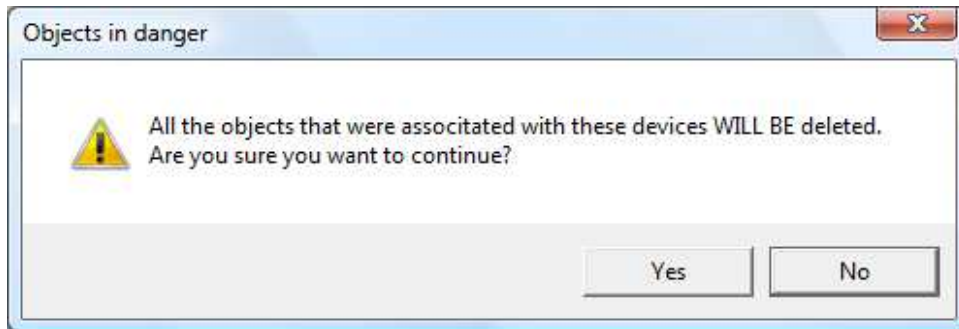 Objects in danger
All the objects that were associtated with these devices WILL BE deleted.
Are you sure you want to continue?
Yes
No